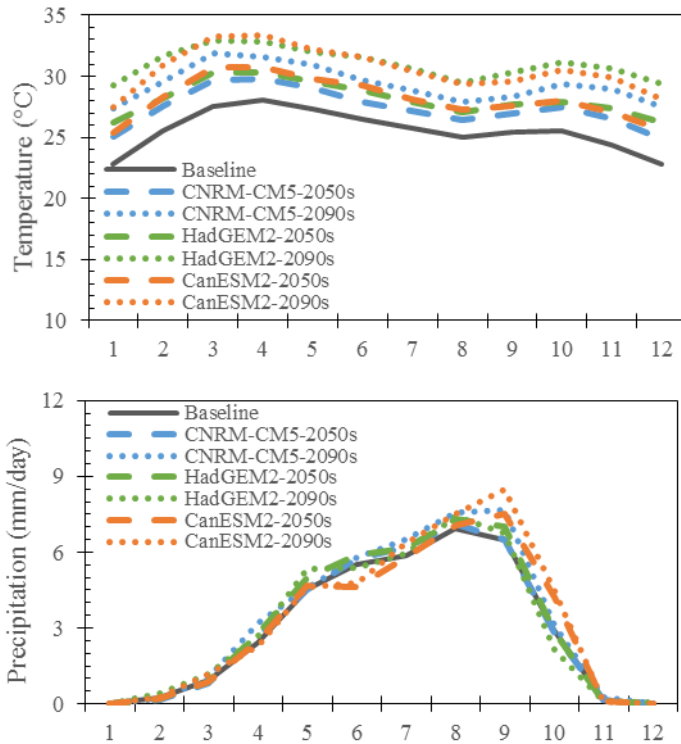 35
30
25
20
15
10
Temperature (°C)
Baseline
CNRM-CM5-2050s
CNRM-CM5-2090s
HadGEM2-2050s
HadGEM2-2090s
CanESM2-2050s
CanESM2-2090s
1 2 3 4 5 6 7 8 9 10 11 12
12
9
6
3
0
Precipitation (mm/day)
Baseline
CNRM-CM5-2050s
CNRM-CM5-2090s
HadGEM2-2050s
HadGEM2-2090s
CanESM2-2050s
CanESM2-2090s
1 2 3 4 5 6 7 8 9 10 11 12